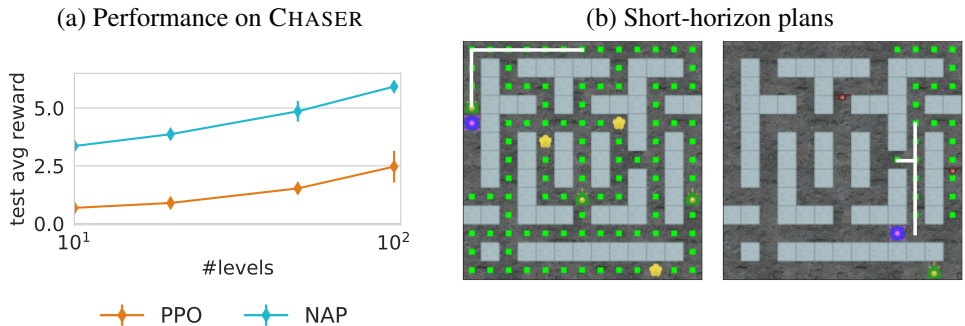 (a) Performance on CHASER
(b) Short-horizon plans
test avg reward
5.0
2.5
0.0
10¹
10²
#levels
PPO
NAP